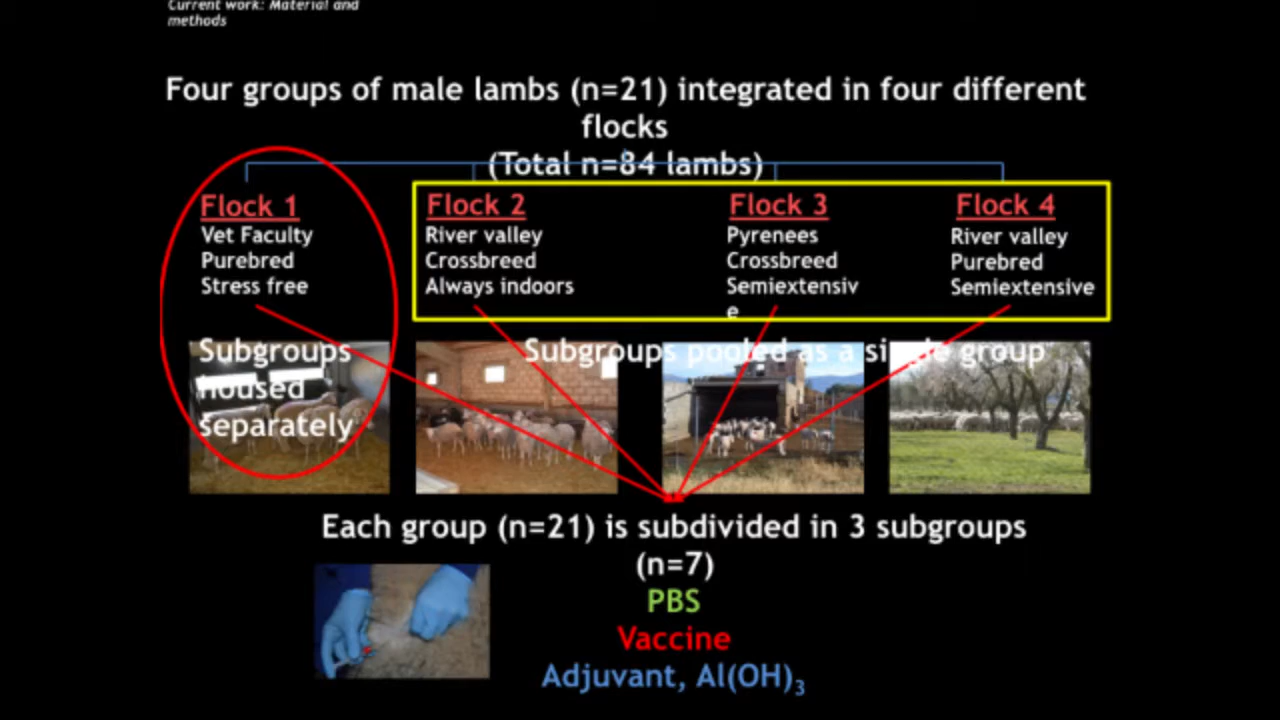 Current work: Material and
methods
Four groups of male lambs (n=21) integrated in four different
flocks
(Total n=84 lambs)
Flock 1
Vet Faculty
Purebred
Stress free
Flock 2
River valley
Crossbreed
Always indoors
Flock 3
Pyrenees
Crossbreed
Semiextensiv
e
Flock 4
River valley
Purebred
Semiextensive
Subgroups
housed
separately
Subgroups pooled as a single group
Each group (n=21) is subdivided in 3 subgroups
(n=7)
PBS
Vaccine
Adjuvant, Al(OH)₃